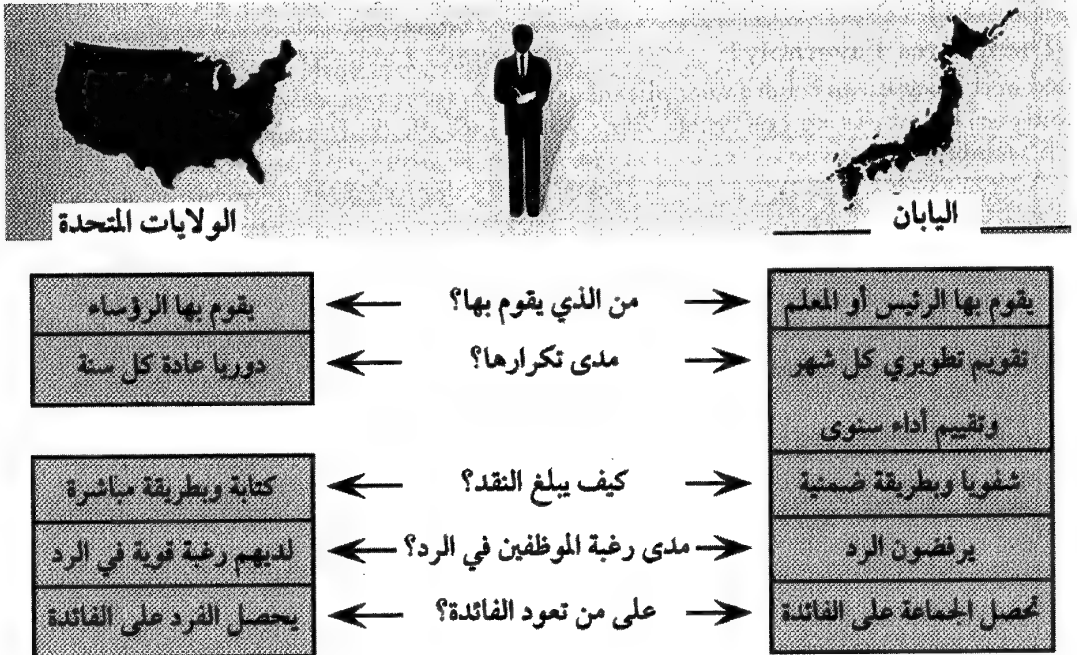 اليابان
الولايات المتحدة
يقوم بها الرئيس أو المعلم
من الذي يقوم بها؟
يقوم بها الرؤساء
تقويم تطويري كل شهر
وتقييم أداء سنوى
مدى تكرارها؟
دوريا عادة كل سنة
شفويا وبطريقة ضمنية
كيف يبلغ النقد؟
كتابة وبطريقة مباشرة
يرفضون الرد
مدى رغبة الموظفين في الرد؟
لديهم رغبة قوية في الرد
تحصل الجماعة على الفائدة
على من تعود الفائدة؟
يحصل الفرد على الفائدة